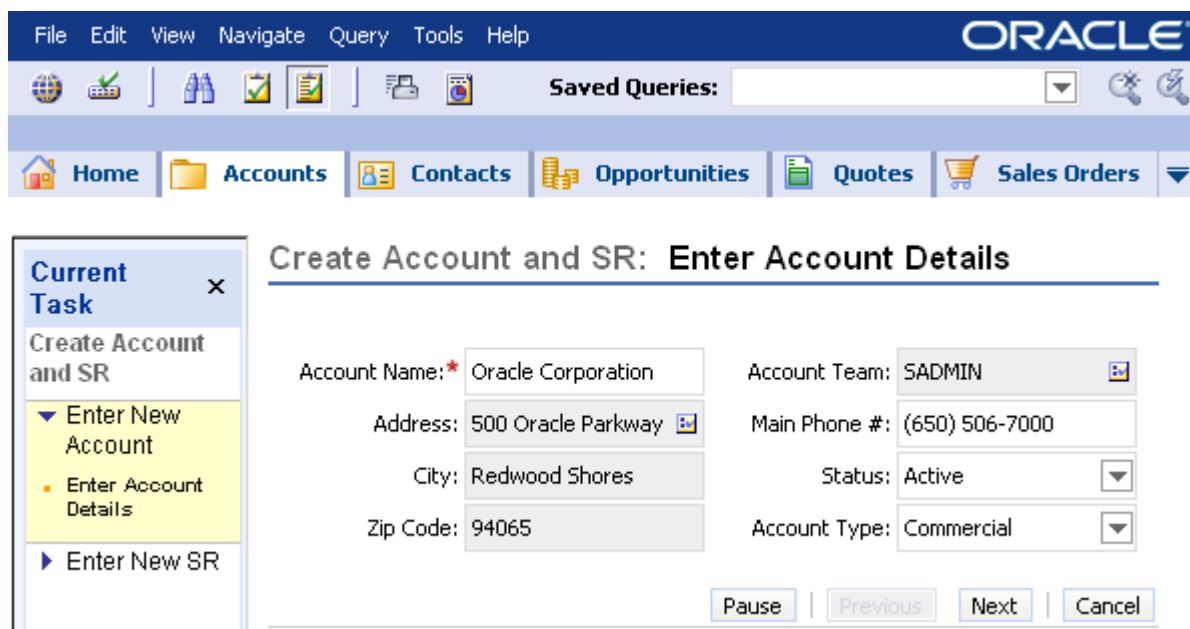 File Edit View Navigate Query Tools Help
ORACLE
Saved Queries:
Home Accounts Contacts Opportunities Quotes Sales Orders
Current
Task
Create Account
and SR
Enter New
Account
Enter Account
Details
Enter New SR
Create Account and SR: Enter Account Details
Account Name:* Oracle Corporation Account Team: SADMIN
Address: 500 Oracle Parkway Main Phone #: (650) 506-7000
City: Redwood Shores Status: Active
Zip Code: 94065 Account Type: Commercial
Pause | Previous Next | Cancel